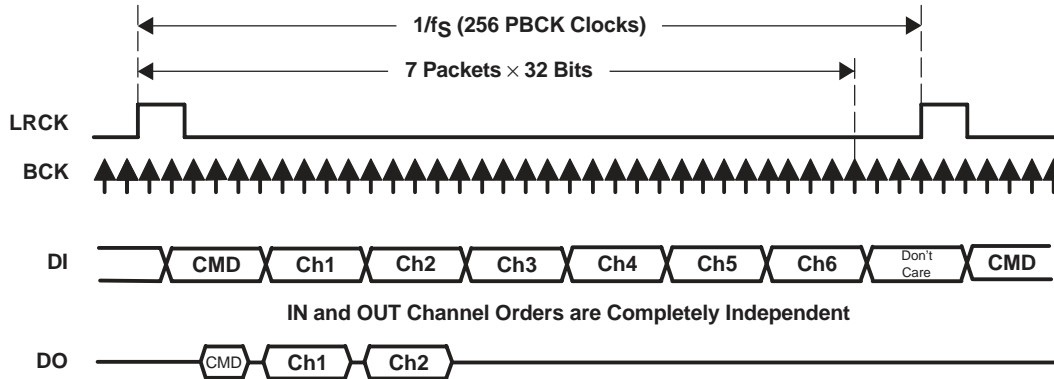 1/fS (256 PBCK Clocks)
7 Packets × 32 Bits
LRCK
BCK
DI CMD Ch1 Ch2 Ch3 Ch4 Ch5 Ch6 Don't Care CMD
IN and OUT Channel Orders are Completely Independent
DO CMD Ch1 Ch2